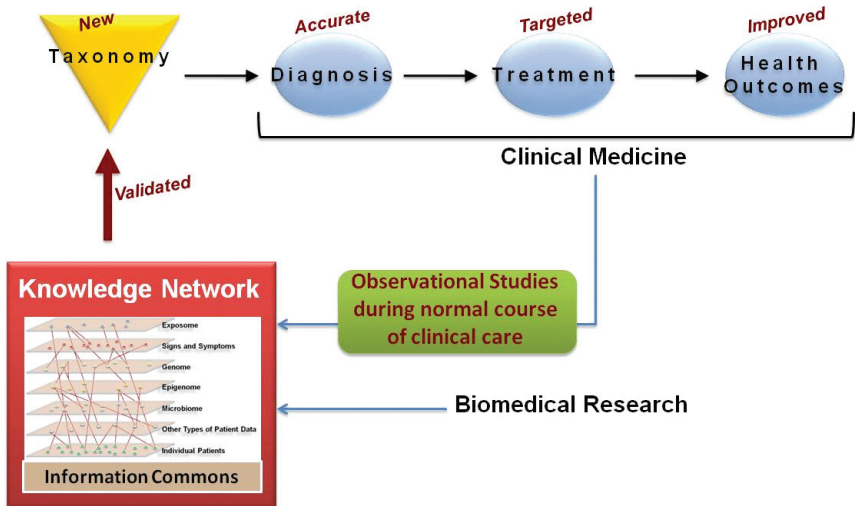 New
Taxonomy
Accurate
Diagnosis
Targeted
Treatment
Improved
Health
Outcomes
Clinical Medicine
Validated
Knowledge Network
Exposome
Signs and Symptoms
Genome
Epigenome
Microbiome
Other Types of Patient Data
Individual Patients
Information Commons
Observational Studies
during normal course
of clinical care
Biomedical Research